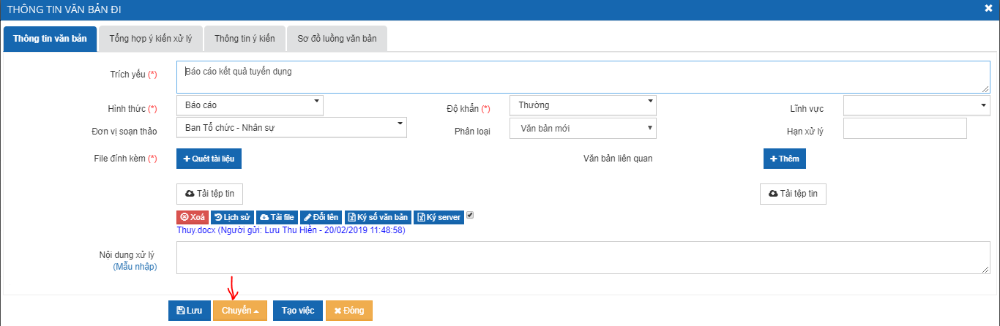 THÔNG TIN VĂN BẢN ĐI
Thông tin văn bản Tổng hợp ý kiến xử lý Thông tin ý kiến Sơ đồ luồng văn bản
Trích yếu (*) Báo cáo kết quả tuyển dụng
Hình thức (*) Báo cáo Độ khẩn (*) Thường Lĩnh vực
Đơn vị soạn thảo Ban Tổ chức - Nhân sự Phân loại Văn bản mới Hạn xử lý
File đính kèm (*) Quét tài liệu Văn bản liên quan Thêm
Tải tệp tin Tải tệp tin
Xoá Lịch sử Tải file Đổi tên Ký số văn bản Ký server
Thuy.docx (Người gửi: Lưu Thu Hiền - 20/02/2019 11:48:58)
Nội dung xử lý
(Mẫu nhập)
Lưu Chuyển Tạo việc Đóng